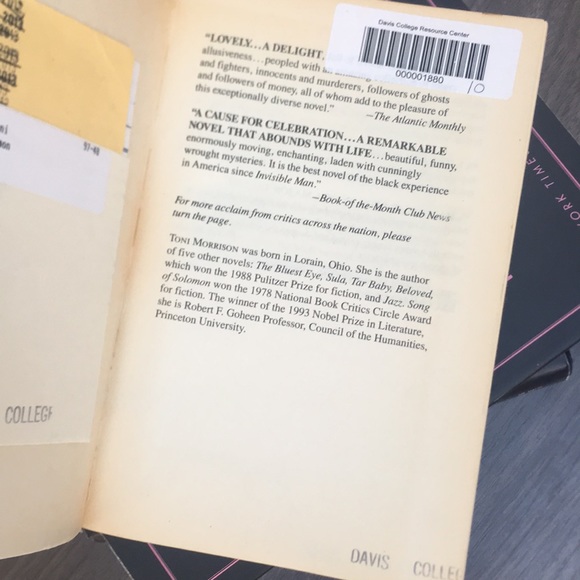 Davis College Resource Center
000001880
10
"LOVELY...A DELIGHT.
allusiveness...peopled with
and fighters, innocents and murderers, followers of ghosts
and followers of money, all of whom add to the pleasure of
this exceptionally diverse novel."
—The Atlantic Monthly
"A CAUSE FOR CELEBRATION...A REMARKABLE
NOVEL THAT ABOUNDS WITH LIFE...beautiful, funny,
enormously moving, enchanting, laden with cunningly
wrought mysteries. It is the best novel of the black experience
in America since Invisible Man."
—Book-of-the-Month Club News
For more acclaim from critics across the nation, please
turn the page.
TONI MORRISON was born in Lorain, Ohio. She is the author
of five other novels: The Bluest Eye, Sula, Tar Baby, Beloved,
which won the 1988 Pulitzer Prize for fiction, and Jazz. Song
of Solomon won the 1978 National Book Critics Circle Award
for fiction. The winner of the 1993 Nobel Prize in Literature,
she is Robert F. Goheen Professor, Council of the Humanities,
Princeton University.
DAVIS COLLEG
COLLEGE
97-48
ORK TIME